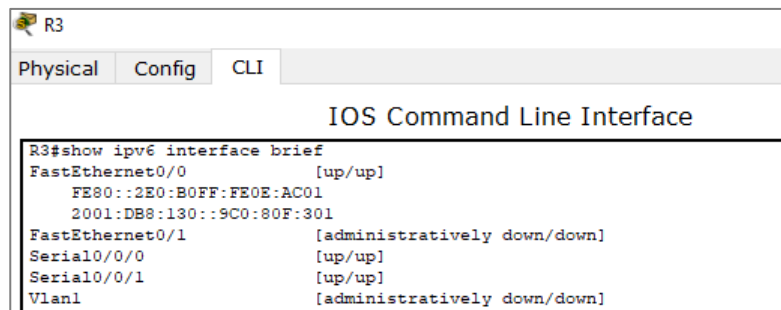 R3
Physical Config CLI
IOS Command Line Interface
R3#show ipv6 interface brief
FastEthernet0/0 [up/up]
FE80::2E0:B0FF:FE0E:AC01
2001:DB8:130::9C0:80F:301
FastEthernet0/1 [administratively down/down]
Serial0/0/0 [up/up]
Serial0/0/1 [up/up]
Vlan1 [administratively down/down]